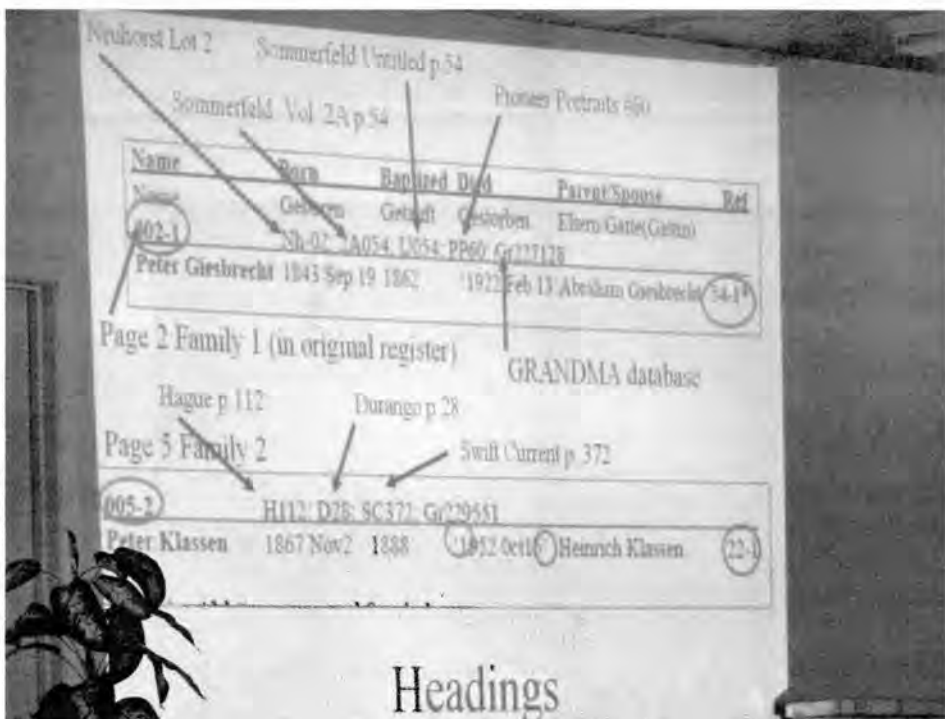 Neuhorst Lot 2
Sommerfeld Untitled p 54
Sommerfeld Vol 2A p 54
Pioneer Portraits #60
Name Born Baptized Died Parent/Spouse Ref
Name Geboren Getauft Gestorben Eltern Gatte(Gattin)
002-1 Nh-02; 2A054; U054; PP60; Gr227128
Peter Giesbrecht 1843 Sep 19 1862 1922 Feb 13 Abraham Giesbrecht 54-1
Page 2 Family 1 (in original register)
GRANDMA database
Hague p 112
Durango p 28
Page 5 Family 2
Swift Current p. 372
005-2 H112; D28; SC372; Gr229551
Peter Klassen 1867 Nov2 1888 1952 Oct16 Heinrich Klassen 22-1
Headings